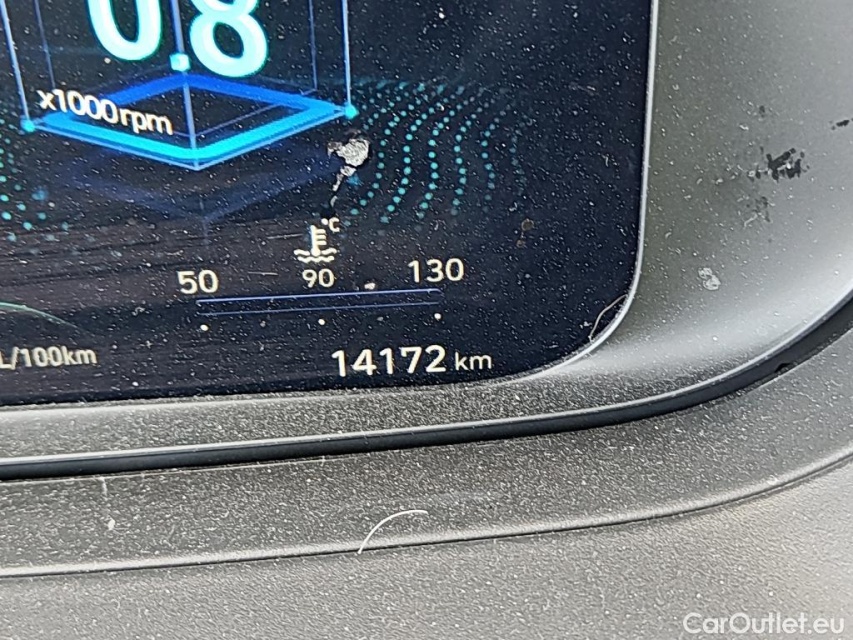 08
x1000rpm
°C
50 90 130
L/100km
14172 km
CarOutlet.eu